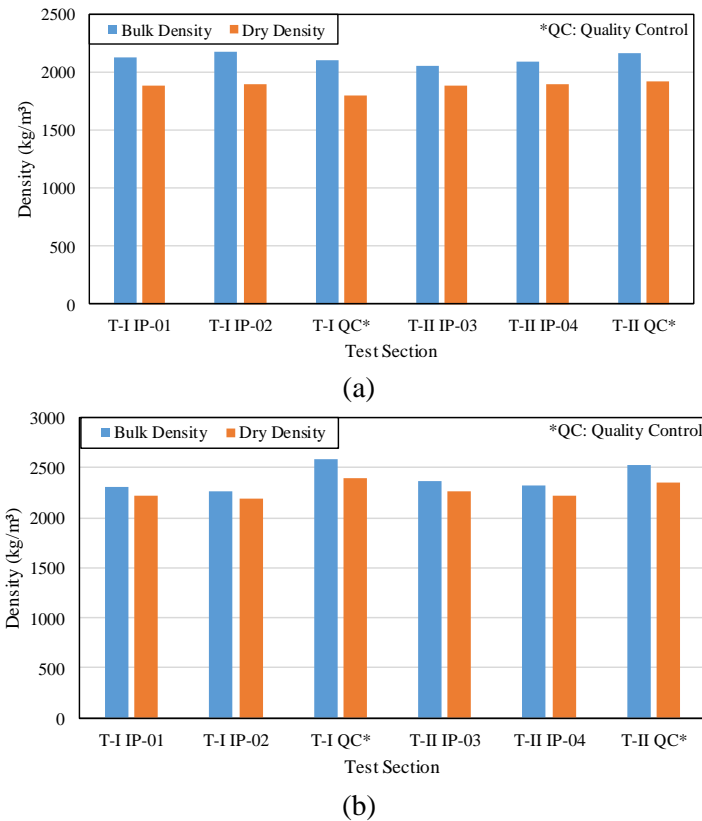 2500
Bulk Density Dry Density *QC: Quality Control
2000
1500
1000
500
0
Density (kg/m³)
T-I IP-01 T-I IP-02 T-I QC* T-II IP-03 T-II IP-04 T-II QC*
Test Section
(a)
3000
Bulk Density Dry Density *QC: Quality Control
2500
2000
1500
1000
500
0
Density (kg/m³)
T-I IP-01 T-I IP-02 T-I QC* T-II IP-03 T-II IP-04 T-II QC*
Test Section
(b)